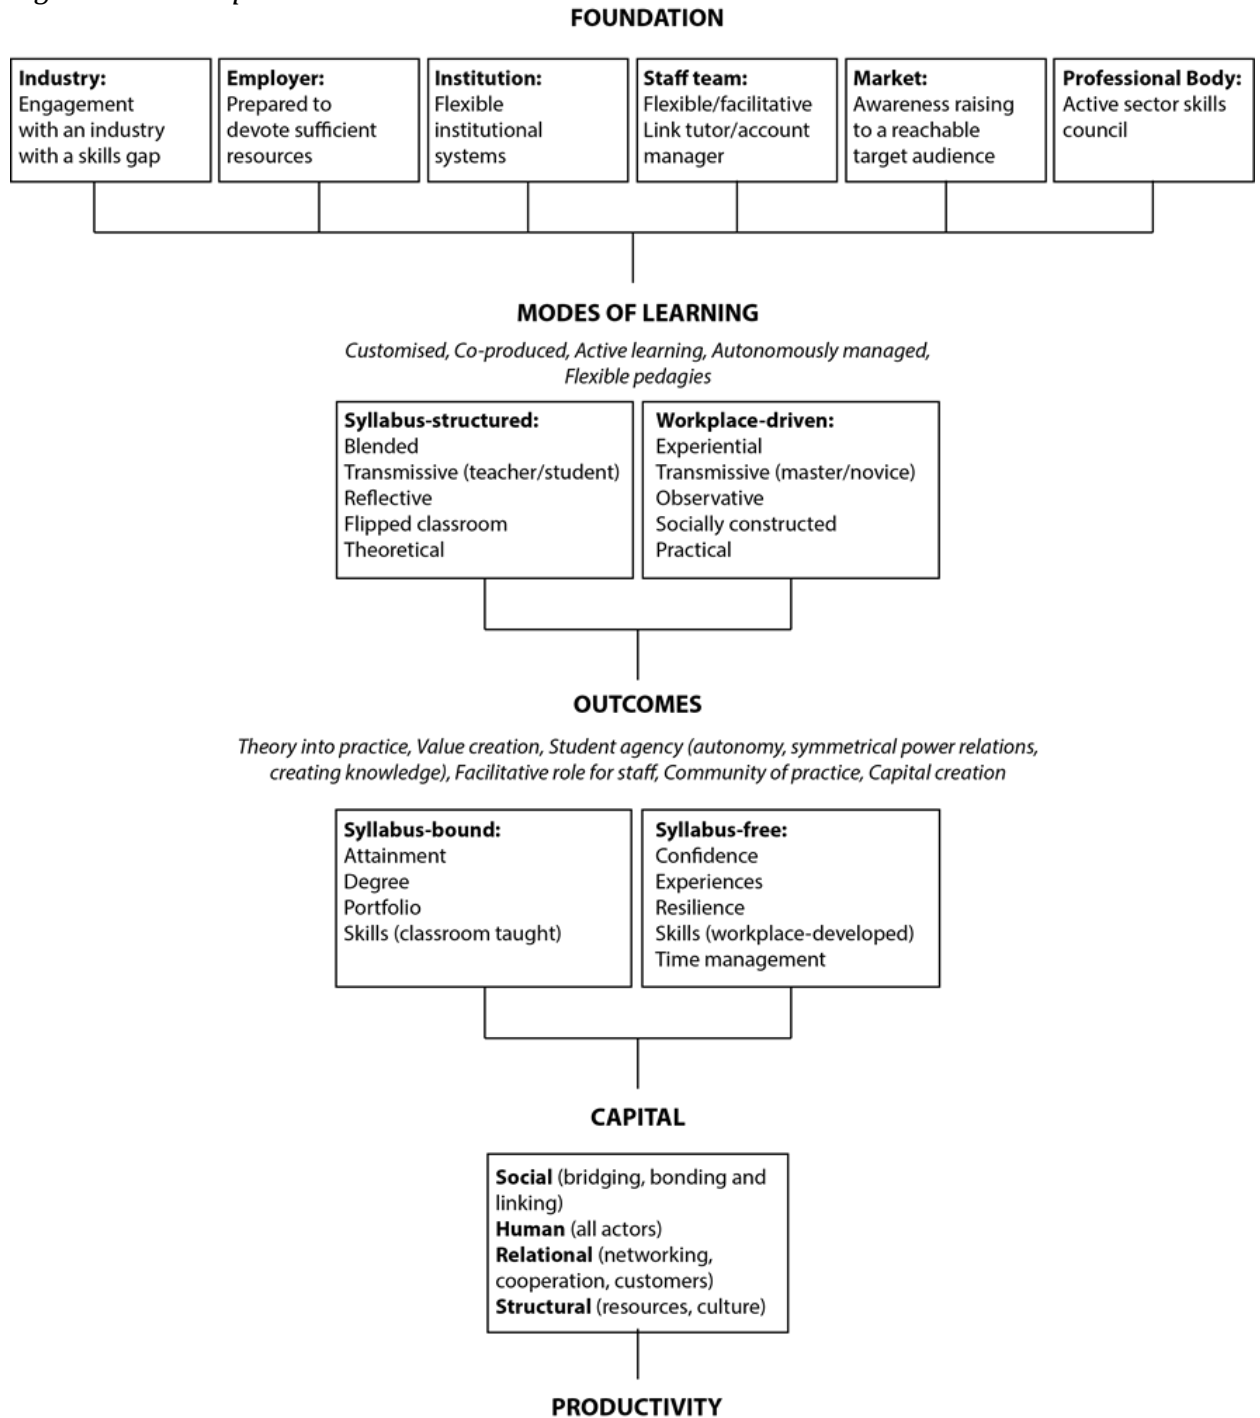 FOUNDATION
Industry:
Engagement
with an industry
with a skills gap
Employer:
Prepared to
devote sufficient
resources
Institution:
Flexible
institutional
systems
Staff team:
Flexible/facilitative
Link tutor/account
manager
Market:
Awareness raising
to a reachable
target audience
Professional Body:
Active sector skills
council
MODES OF LEARNING
Customised, Co-produced, Active learning, Autonomously managed,
Flexible pedagies
Syllabus-structured:
Blended
Transmissive (teacher/student)
Reflective
Flipped classroom
Theoretical
Workplace-driven:
Experiential
Transmissive (master/novice)
Observative
Socially constructed
Practical
OUTCOMES
Theory into practice, Value creation, Student agency (autonomy, symmetrical power relations,
creating knowledge), Facilitative role for staff, Community of practice, Capital creation
Syllabus-bound:
Attainment
Degree
Portfolio
Skills (classroom taught)
Syllabus-free:
Confidence
Experiences
Resilience
Skills (workplace-developed)
Time management
CAPITAL
Social (bridging, bonding and
linking)
Human (all actors)
Relational (networking,
cooperation, customers)
Structural (resources, culture)
PRODUCTIVITY